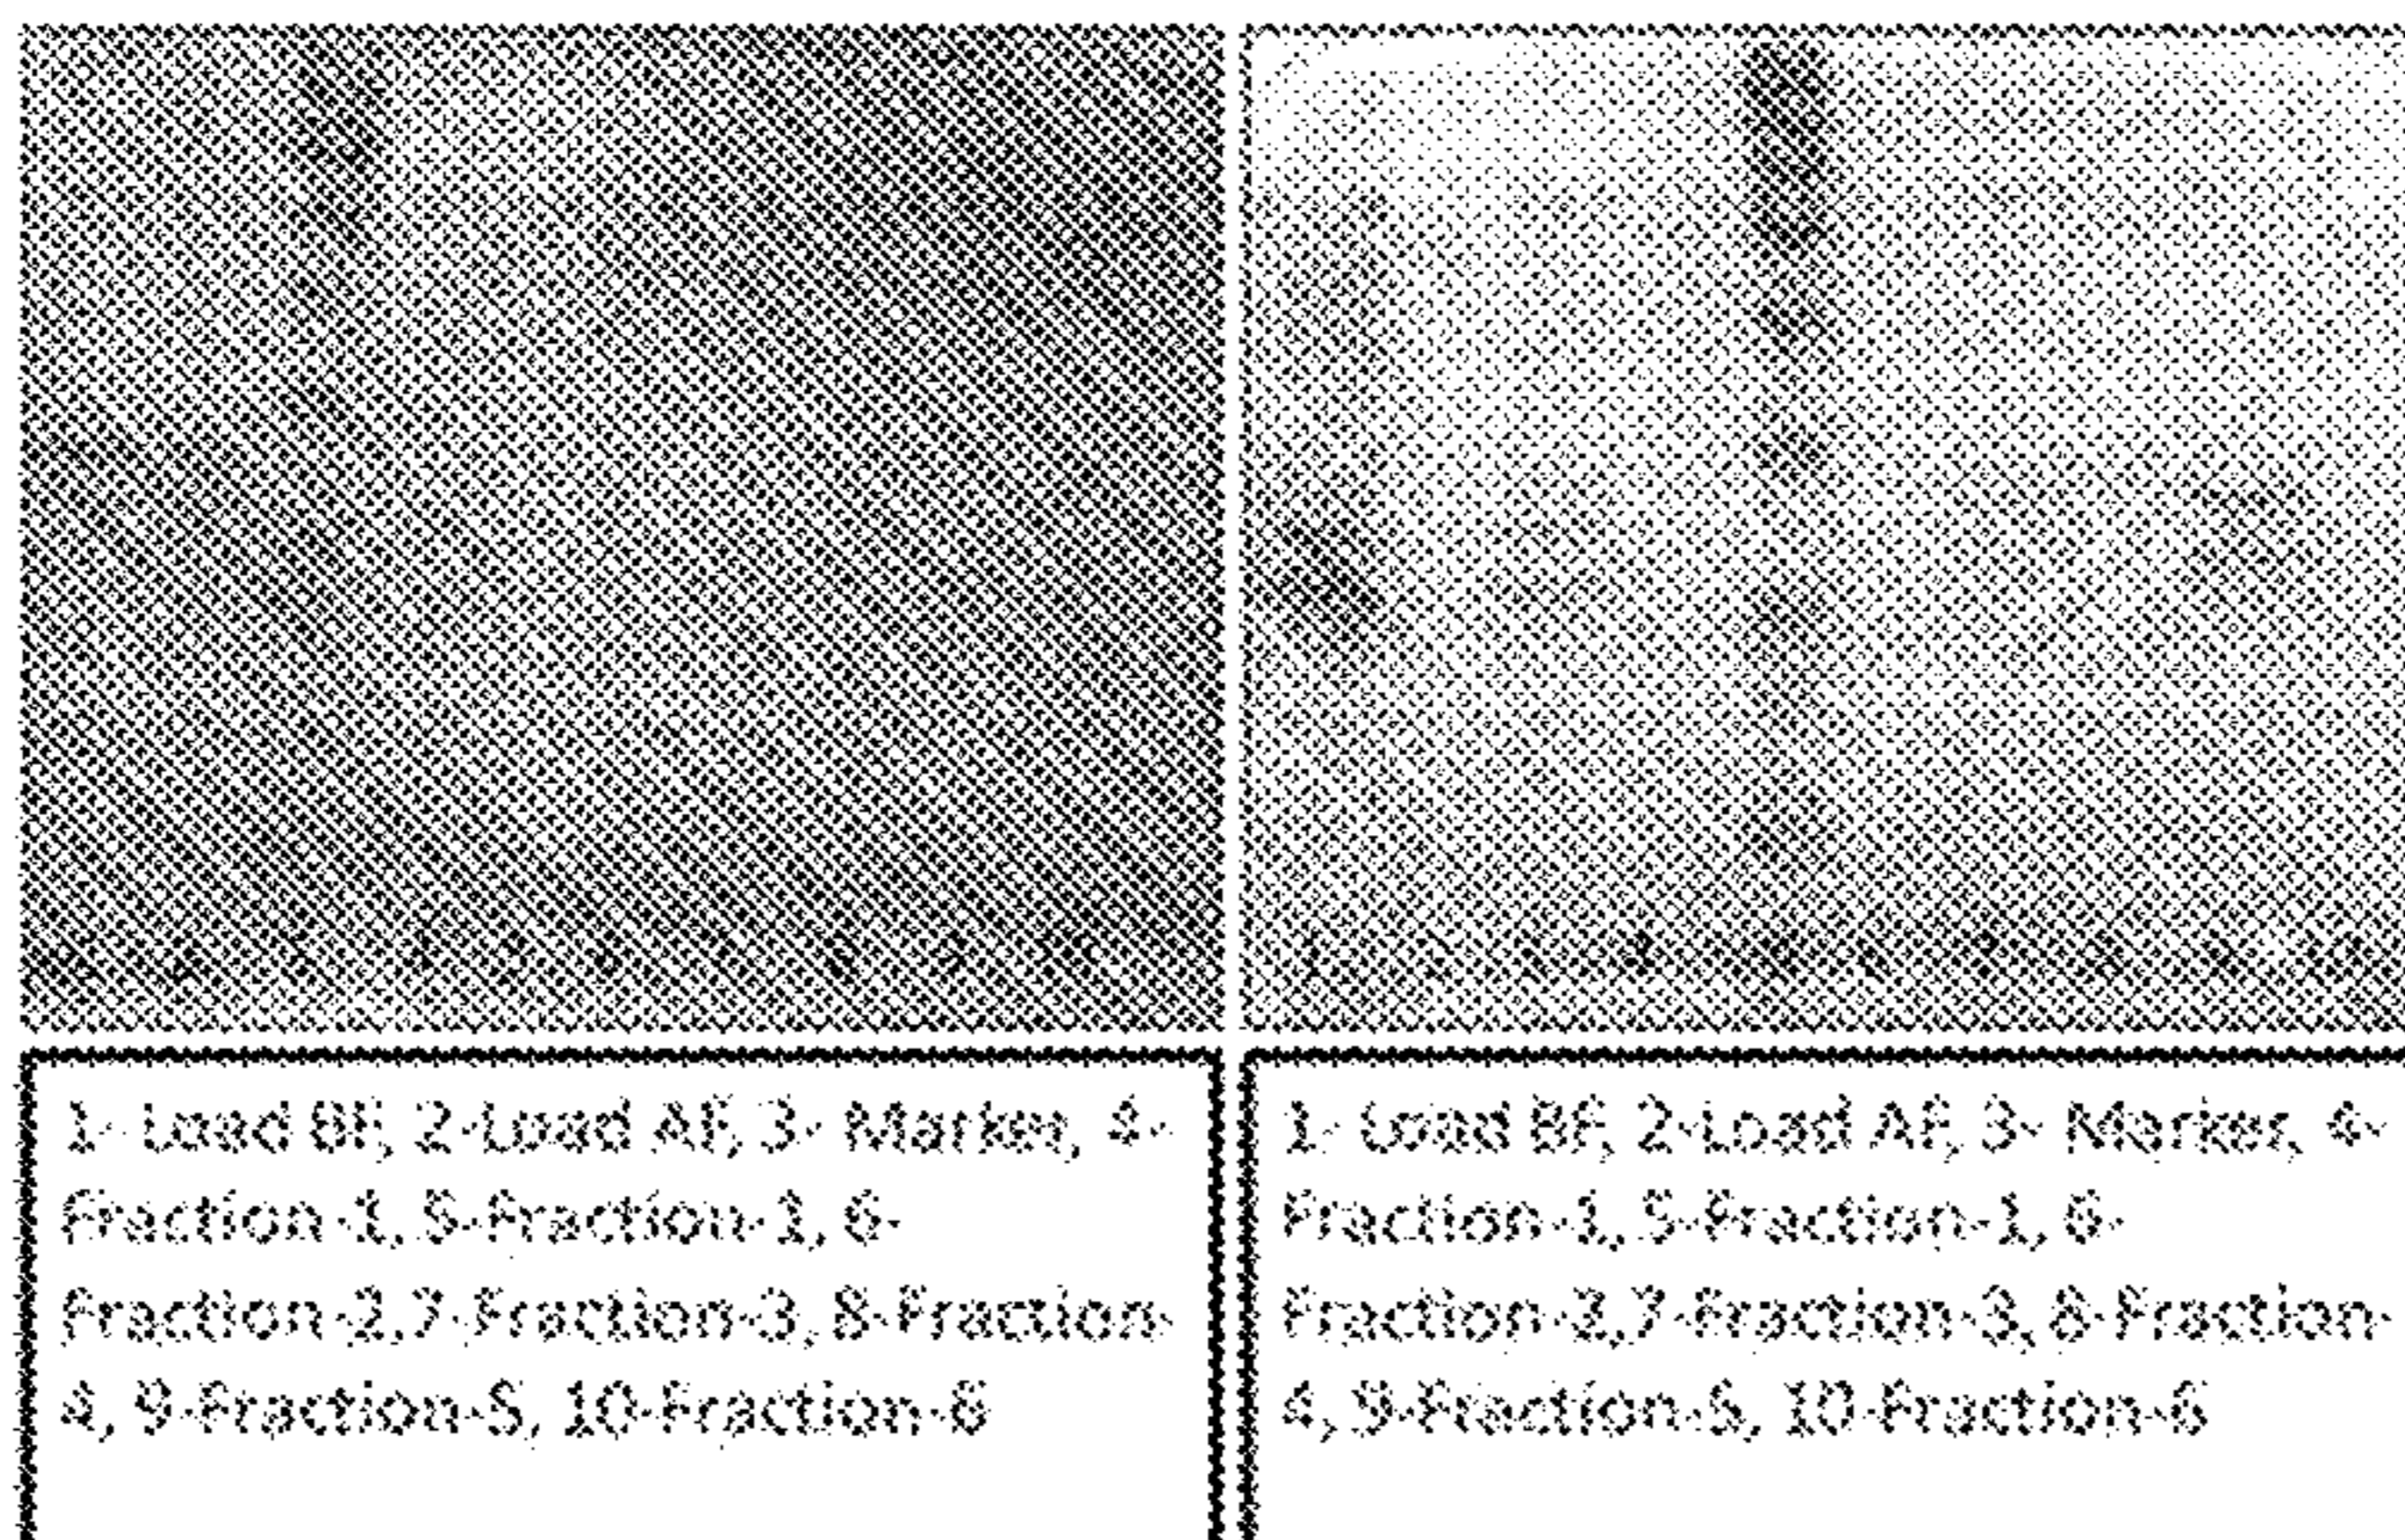 1- Load BF, 2-Load AF, 3- Marker, 4-
Fraction-1, 5-Fraction-1, 6-
Fraction-2,7-Fraction-3, 8-Fraction-
4, 9-Fraction-5, 10-Fraction-6
1- Load BF, 2-Load AF, 3- Marker, 4-
Fraction-1, 5-Fraction-1, 6-
Fraction-2,7-Fraction-3, 8-Fraction-
4, 9-Fraction-5, 10-Fraction-6